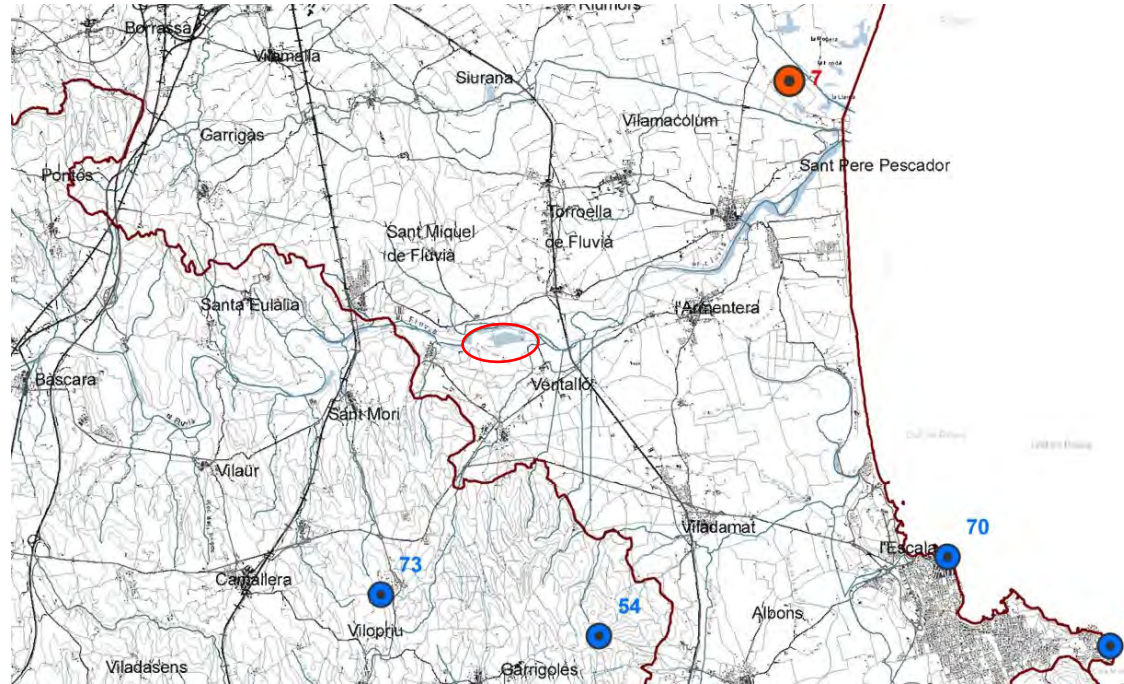 Riumors
Borrassà
Vilamalla
Siurana
7
Vilamacolum
Garrigàs
Sant Pere Pescador
Pontós
Torroella
de Fluvià
Sant Miquel
de Fluvià
Santa Eulàlia
l'Armentera
Fluvià
Bàscara
Ventalló
Sant Mori
Vilaür
Viladamat
70
l'Escala
73
Camallera
54
Albons
Vilopriu
Garrigoles
Viladasens